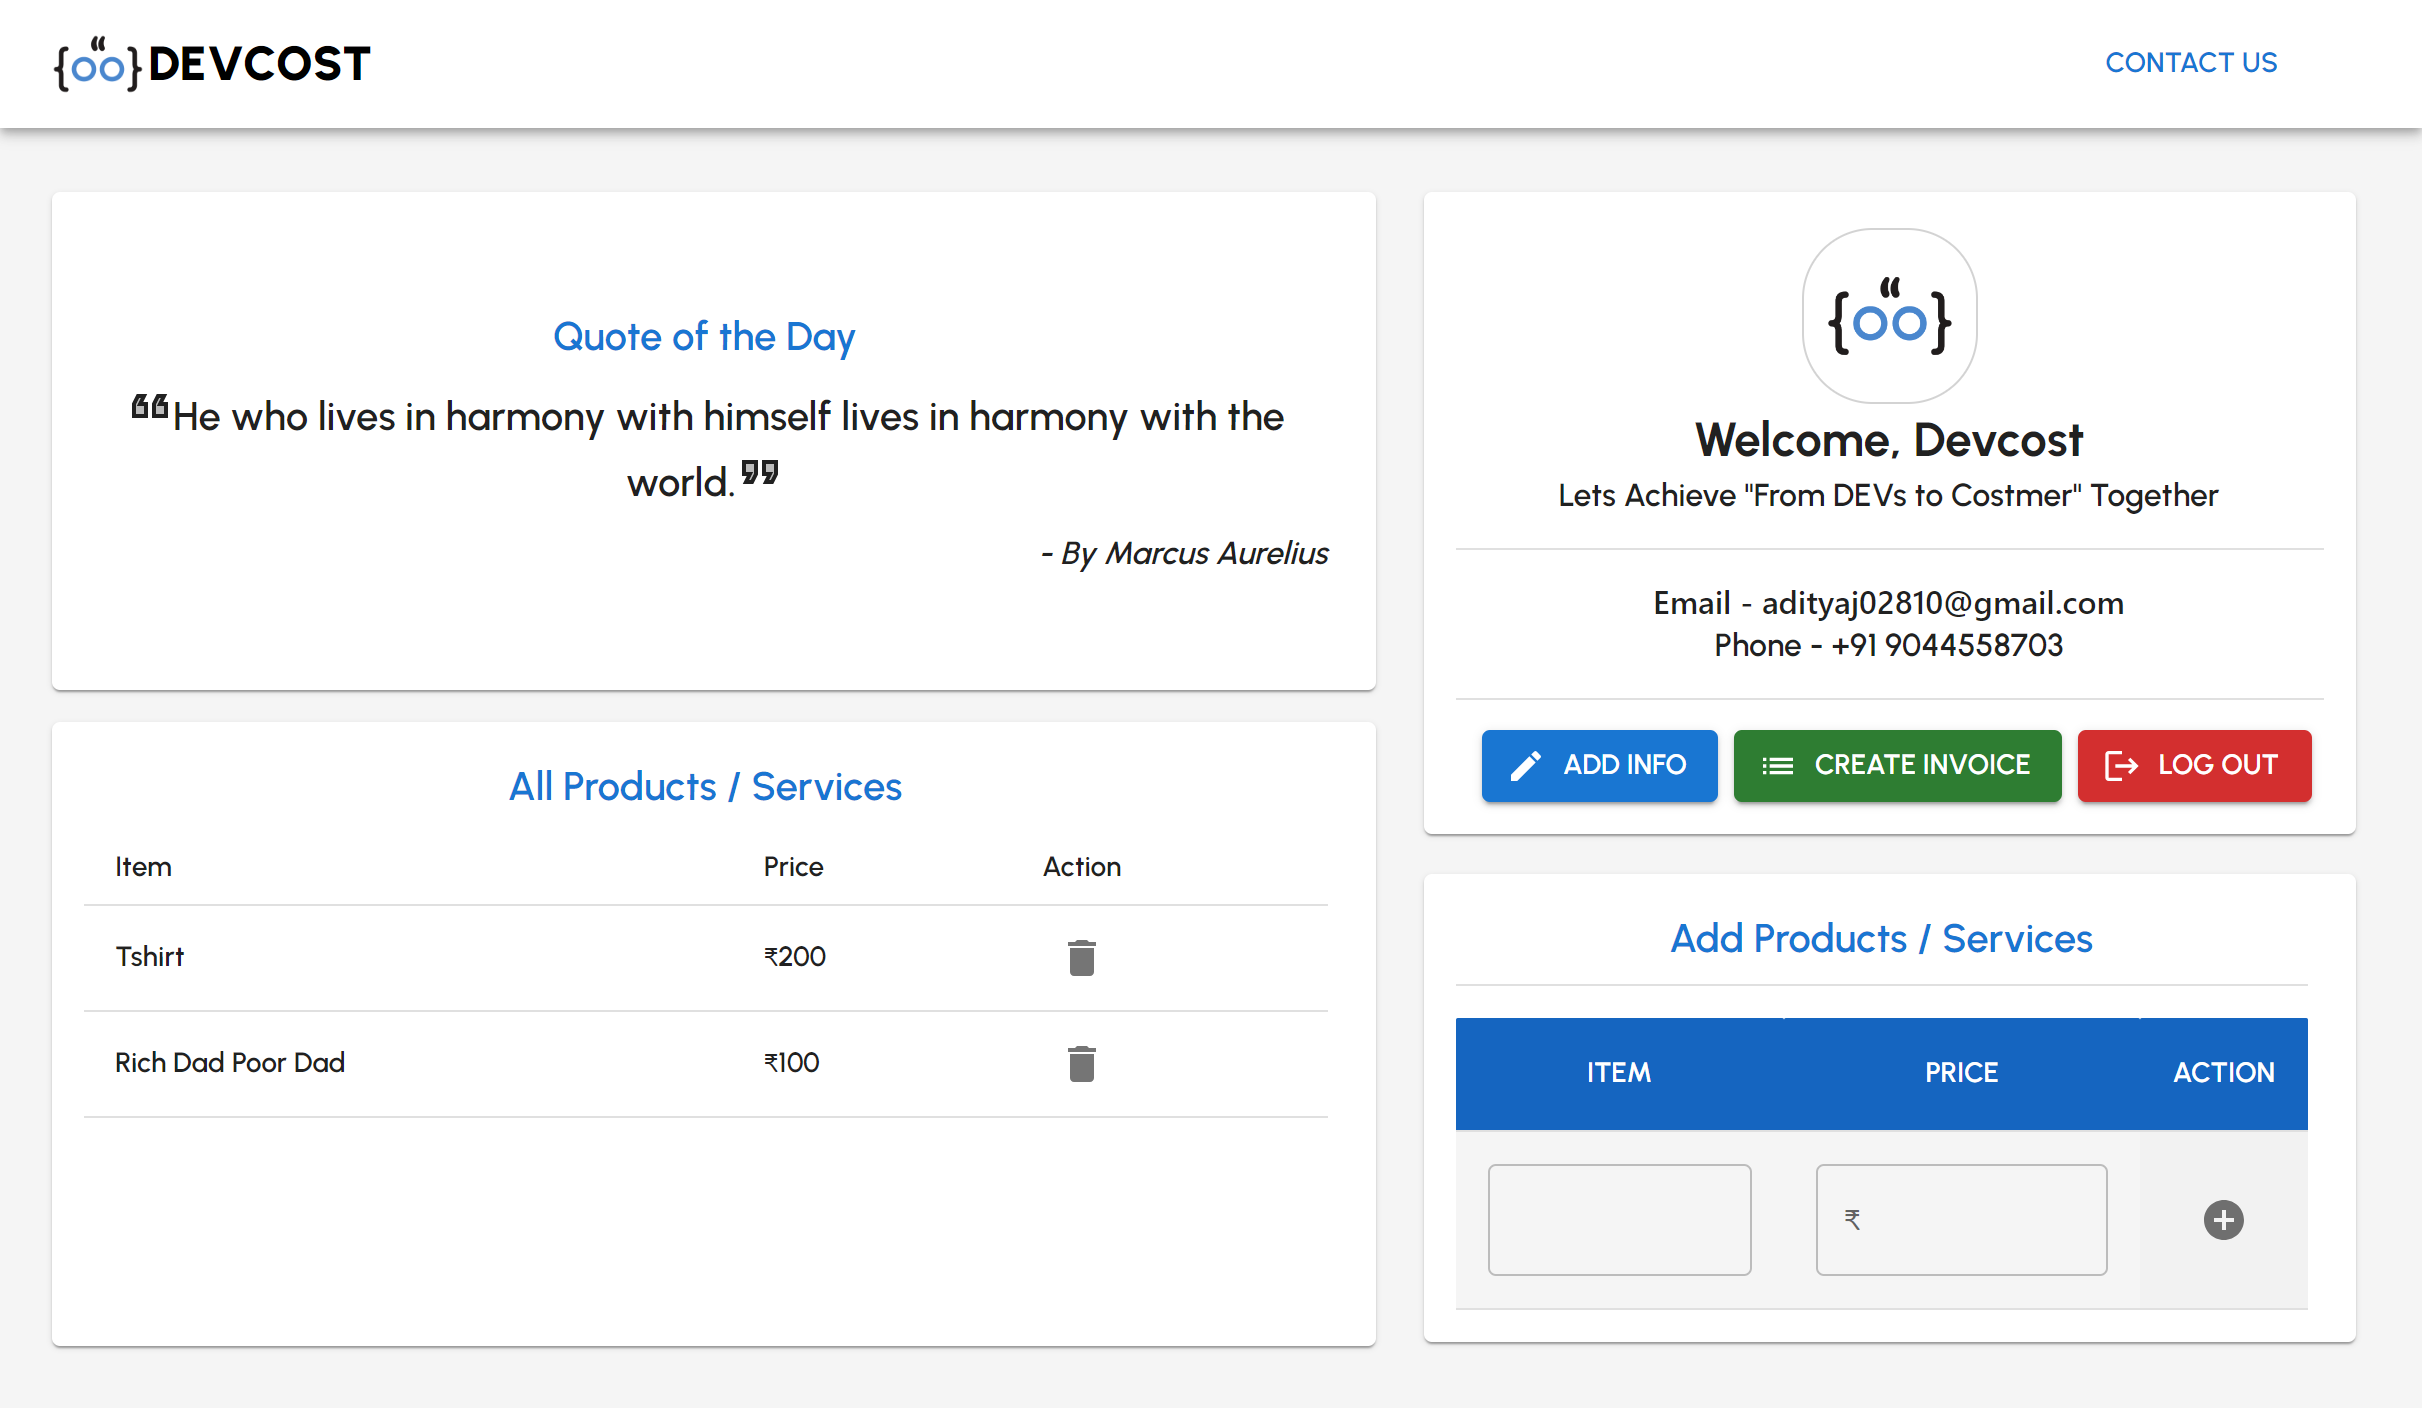 DEVCOST
CONTACT US
Quote of the Day
❝He who lives in harmony with himself lives in harmony with the
world.❞
- By Marcus Aurelius
Welcome, Devcost
Lets Achieve "From DEVs to Costmer" Together
Email - adityaj02810@gmail.com
Phone - +91 9044558703
ADD INFO CREATE INVOICE LOG OUT
All Products / Services
Item Price Action
Tshirt ₹200
Rich Dad Poor Dad ₹100
Add Products / Services
ITEM PRICE ACTION
₹